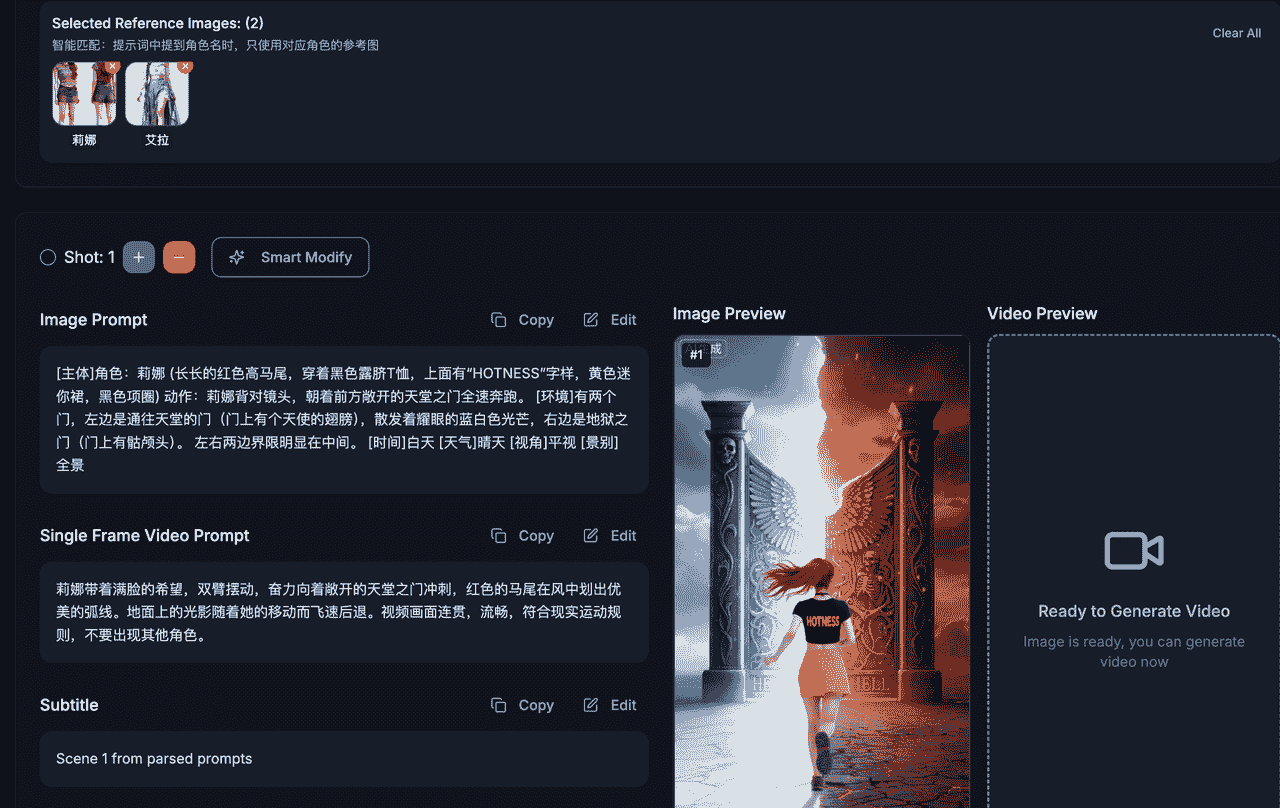 Selected Reference Images: (2)
Clear All
智能匹配：提示词中提到角色名时，只使用对应角色的参考图
莉娜
艾拉
Shot: 1
Smart Modify
Image Prompt
Copy
Edit
[主体]角色：莉娜 (长长的红色高马尾，穿着黑色露脐T恤，上面有“HOTNESS”字样，黄色迷
你裙，黑色项圈) 动作：莉娜背对镜头，朝着前方敞开的天堂之门全速奔跑。 [环境]有两个
门，左边是通往天堂的门（门上有个天使的翅膀），散发着耀眼的蓝白色光芒，右边是地狱之
门（门上有骷颅头）。 左右两边界限明显在中间。 [时间]白天 [天气]晴天 [视角]平视 [景别]
全景
Single Frame Video Prompt
Copy
Edit
莉娜带着满脸的希望，双臂摆动，奋力向着敞开的天堂之门冲刺，红色的马尾在风中划出优
美的弧线。地面上的光影随着她的移动而飞速后退。视频画面连贯，流畅，符合现实运动规
则，不要出现其他角色。
Subtitle
Copy
Edit
Scene 1 from parsed prompts
Image Preview
#1
成
HOTNESS
Video Preview
Ready to Generate Video
Image is ready, you can generate
video now